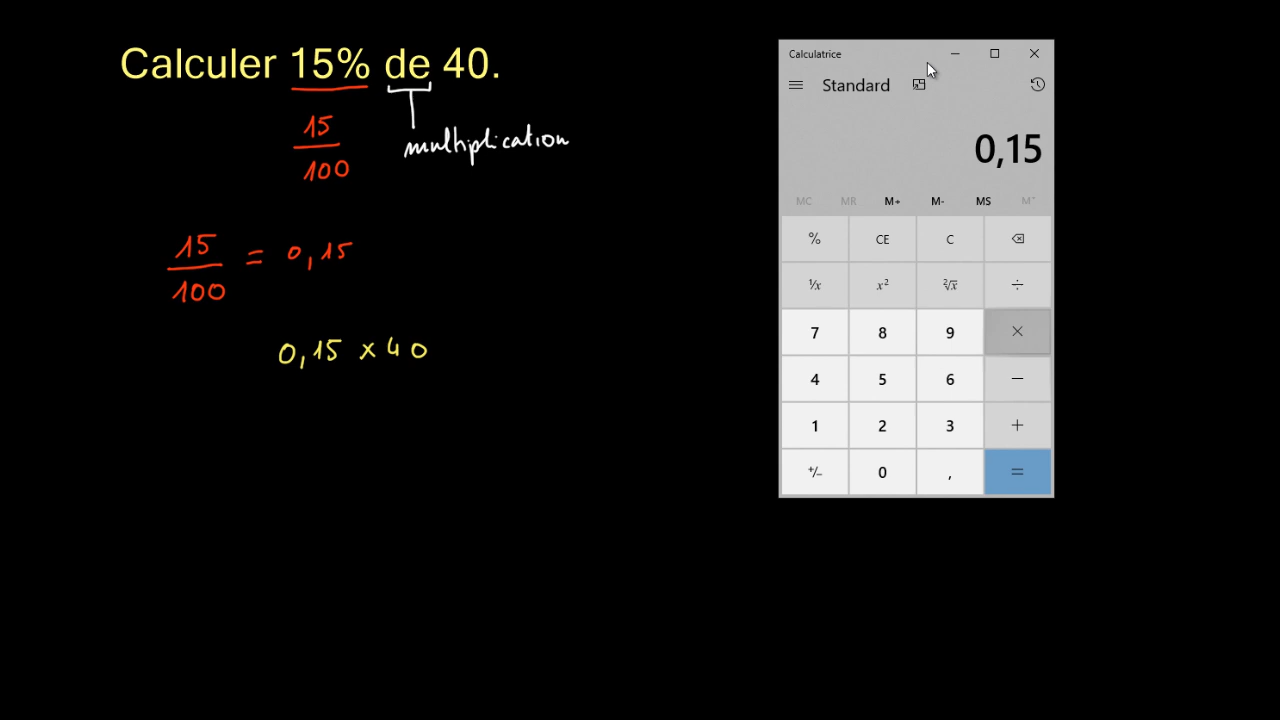 Calculer 15% de 40.
15
100
multiplication
15
100
= 0,15
0,15 × 40
Calculatrice
Standard
0,15
MC MR M+ M- MS M˅
% CE C
⅟x x² ²√x ÷
7 8 9 ×
4 5 6 −
1 2 3 +
+/− 0 , =